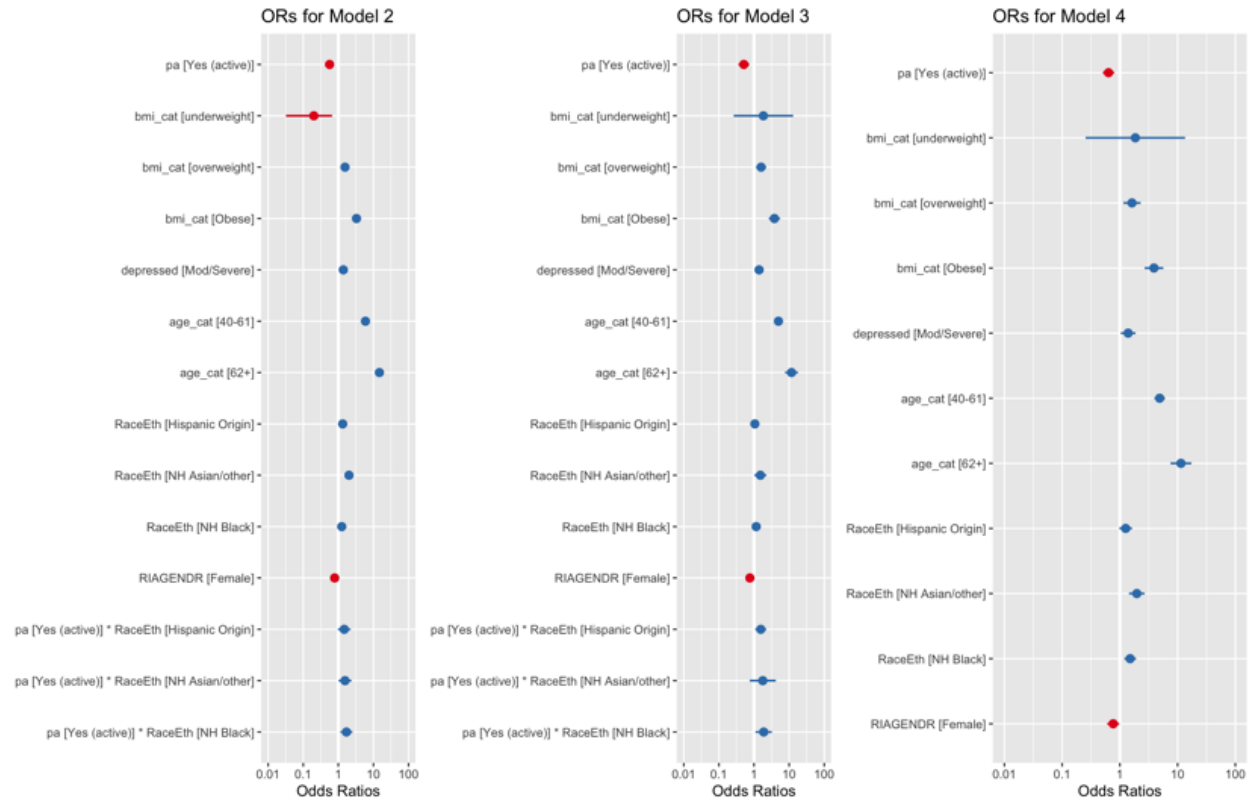 ORs for Model 2
pa [Yes (active)]
bmi_cat [underweight]
bmi_cat [overweight]
bmi_cat [Obese]
depressed [Mod/Severe]
age_cat [40-61]
age_cat [62+]
RaceEth [Hispanic Origin]
RaceEth [NH Asian/other]
RaceEth [NH Black]
RIAGENDR [Female]
pa [Yes (active)] * RaceEth [Hispanic Origin]
pa [Yes (active)] * RaceEth [NH Asian/other]
pa [Yes (active)] * RaceEth [NH Black]
0.01 0.1 1 10 100
Odds Ratios
ORs for Model 3
pa [Yes (active)]
bmi_cat [underweight]
bmi_cat [overweight]
bmi_cat [Obese]
depressed [Mod/Severe]
age_cat [40-61]
age_cat [62+]
RaceEth [Hispanic Origin]
RaceEth [NH Asian/other]
RaceEth [NH Black]
RIAGENDR [Female]
pa [Yes (active)] * RaceEth [Hispanic Origin]
pa [Yes (active)] * RaceEth [NH Asian/other]
pa [Yes (active)] * RaceEth [NH Black]
0.01 0.1 1 10 100
Odds Ratios
ORs for Model 4
pa [Yes (active)]
bmi_cat [underweight]
bmi_cat [overweight]
bmi_cat [Obese]
depressed [Mod/Severe]
age_cat [40-61]
age_cat [62+]
RaceEth [Hispanic Origin]
RaceEth [NH Asian/other]
RaceEth [NH Black]
RIAGENDR [Female]
0.01 0.1 1 10 100
Odds Ratios